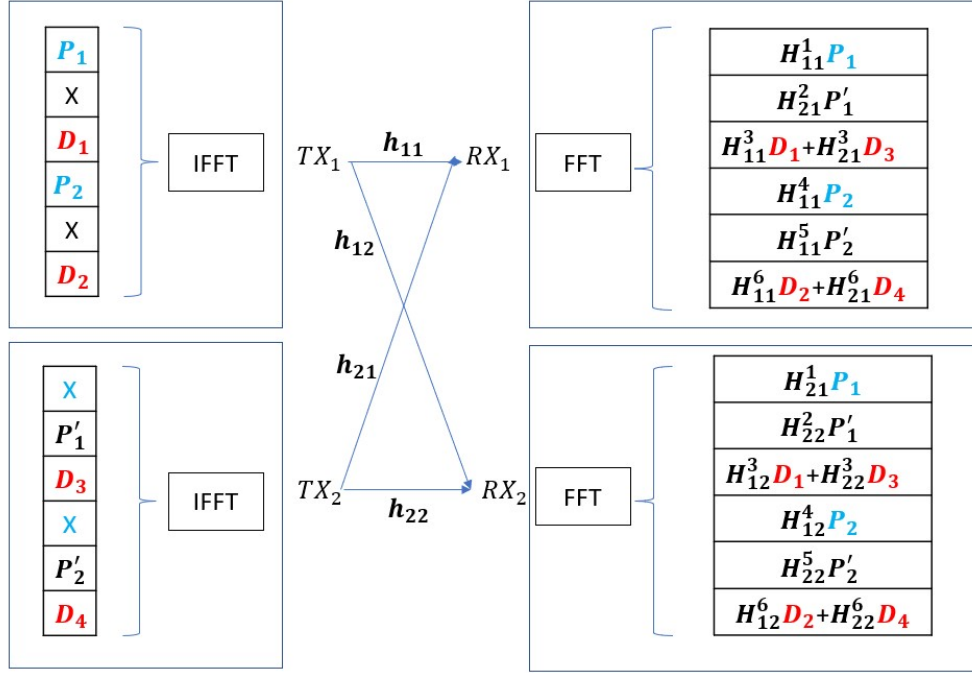 P₁
X
D₁
P₂
X
D₂
IFFT
TX₁
h₁₁
RX₁
h₁₂
FFT
H¹₁₁P₁
H²₂₁P′₁
H³₁₁D₁+H³₂₁D₃
H⁴₁₁P₂
H⁵₁₁P′₂
H⁶₁₁D₂+H⁶₂₁D₄
X
P′₁
D₃
X
P′₂
D₄
IFFT
h₂₁
TX₂
h₂₂
RX₂
FFT
H¹₂₁P₁
H²₂₂P′₁
H³₁₂D₁+H³₂₂D₃
H⁴₁₂P₂
H⁵₂₂P′₂
H⁶₁₂D₂+H⁶₂₂D₄